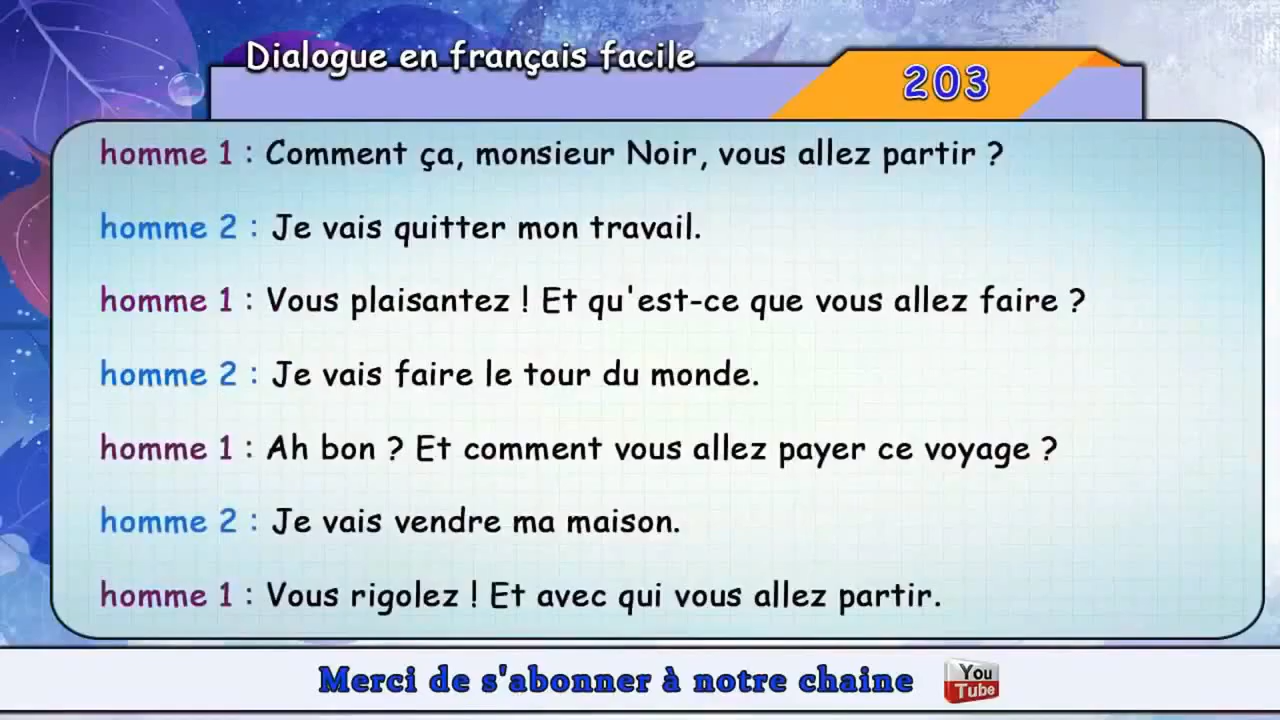 Dialogue en français facile
203
homme 1 : Comment ça, monsieur Noir, vous allez partir ?
homme 2 : Je vais quitter mon travail.
homme 1 : Vous plaisantez ! Et qu'est-ce que vous allez faire ?
homme 2 : Je vais faire le tour du monde.
homme 1 : Ah bon ? Et comment vous allez payer ce voyage ?
homme 2 : Je vais vendre ma maison.
homme 1 : Vous rigolez ! Et avec qui vous allez partir.
Merci de s'abonner à notre chaine
You
Tube